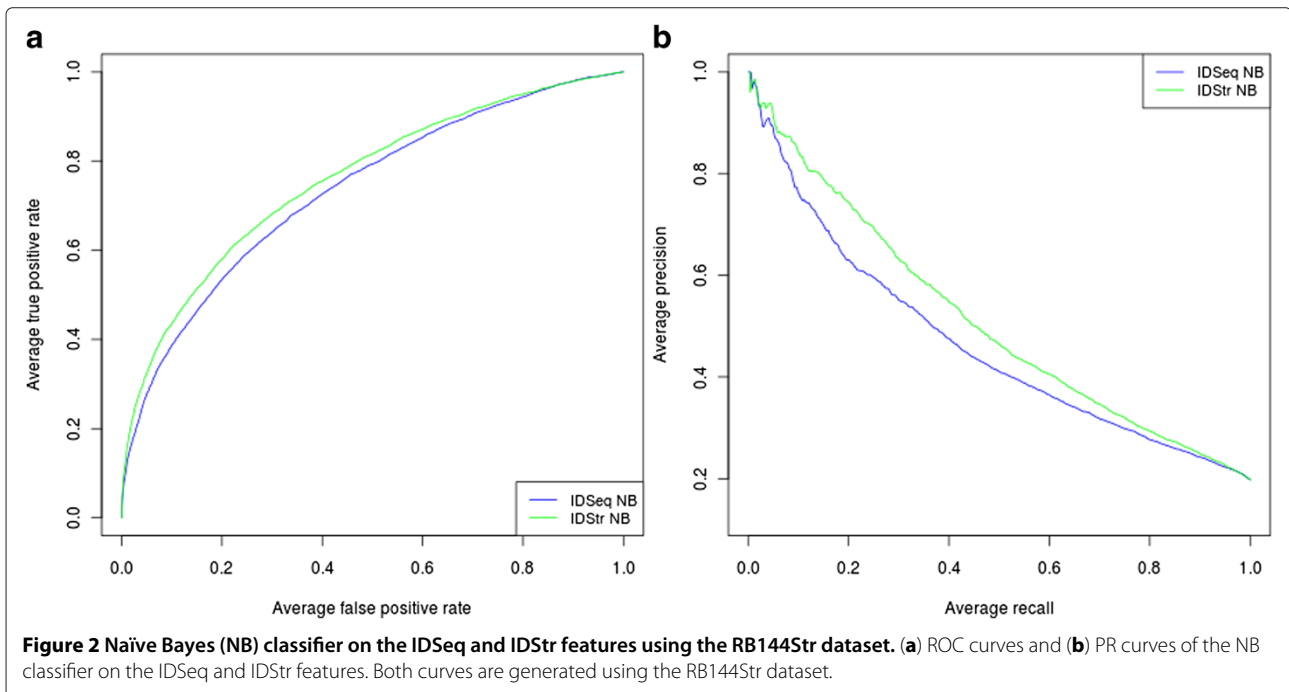 a
Average true positive rate
1.0
0.8
0.6
0.4
0.2
0.0
IDSeq NB
IDStr NB
0.0 0.2 0.4 0.6 0.8 1.0
Average false positive rate
b
Average precision
1.0
0.8
0.6
0.4
0.2
IDSeq NB
IDStr NB
0.0 0.2 0.4 0.6 0.8 1.0
Average recall
Figure 2 Naïve Bayes (NB) classifier on the IDSeq and IDStr features using the RB144Str dataset. (a) ROC curves and (b) PR curves of the NB
classifier on the IDSeq and IDStr features. Both curves are generated using the RB144Str dataset.